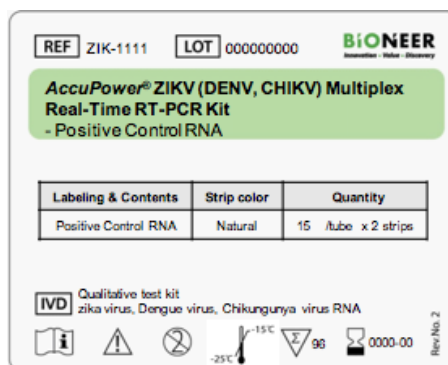 REF ZIK-1111 LOT 000000000 BiONEER
Innovation · Value · Discovery
AccuPower® ZIKV (DENV, CHIKV) Multiplex
Real-Time RT-PCR Kit
- Positive Control RNA
Labeling & Contents Strip color Quantity
Positive Control RNA Natural 15 /tube x 2 strips
IVD Qualitative test kit
zika virus, Dengue virus, Chikungunya virus RNA
i 2 -25℃ -15℃ Σ 96 0000-00
Rev.No. 2